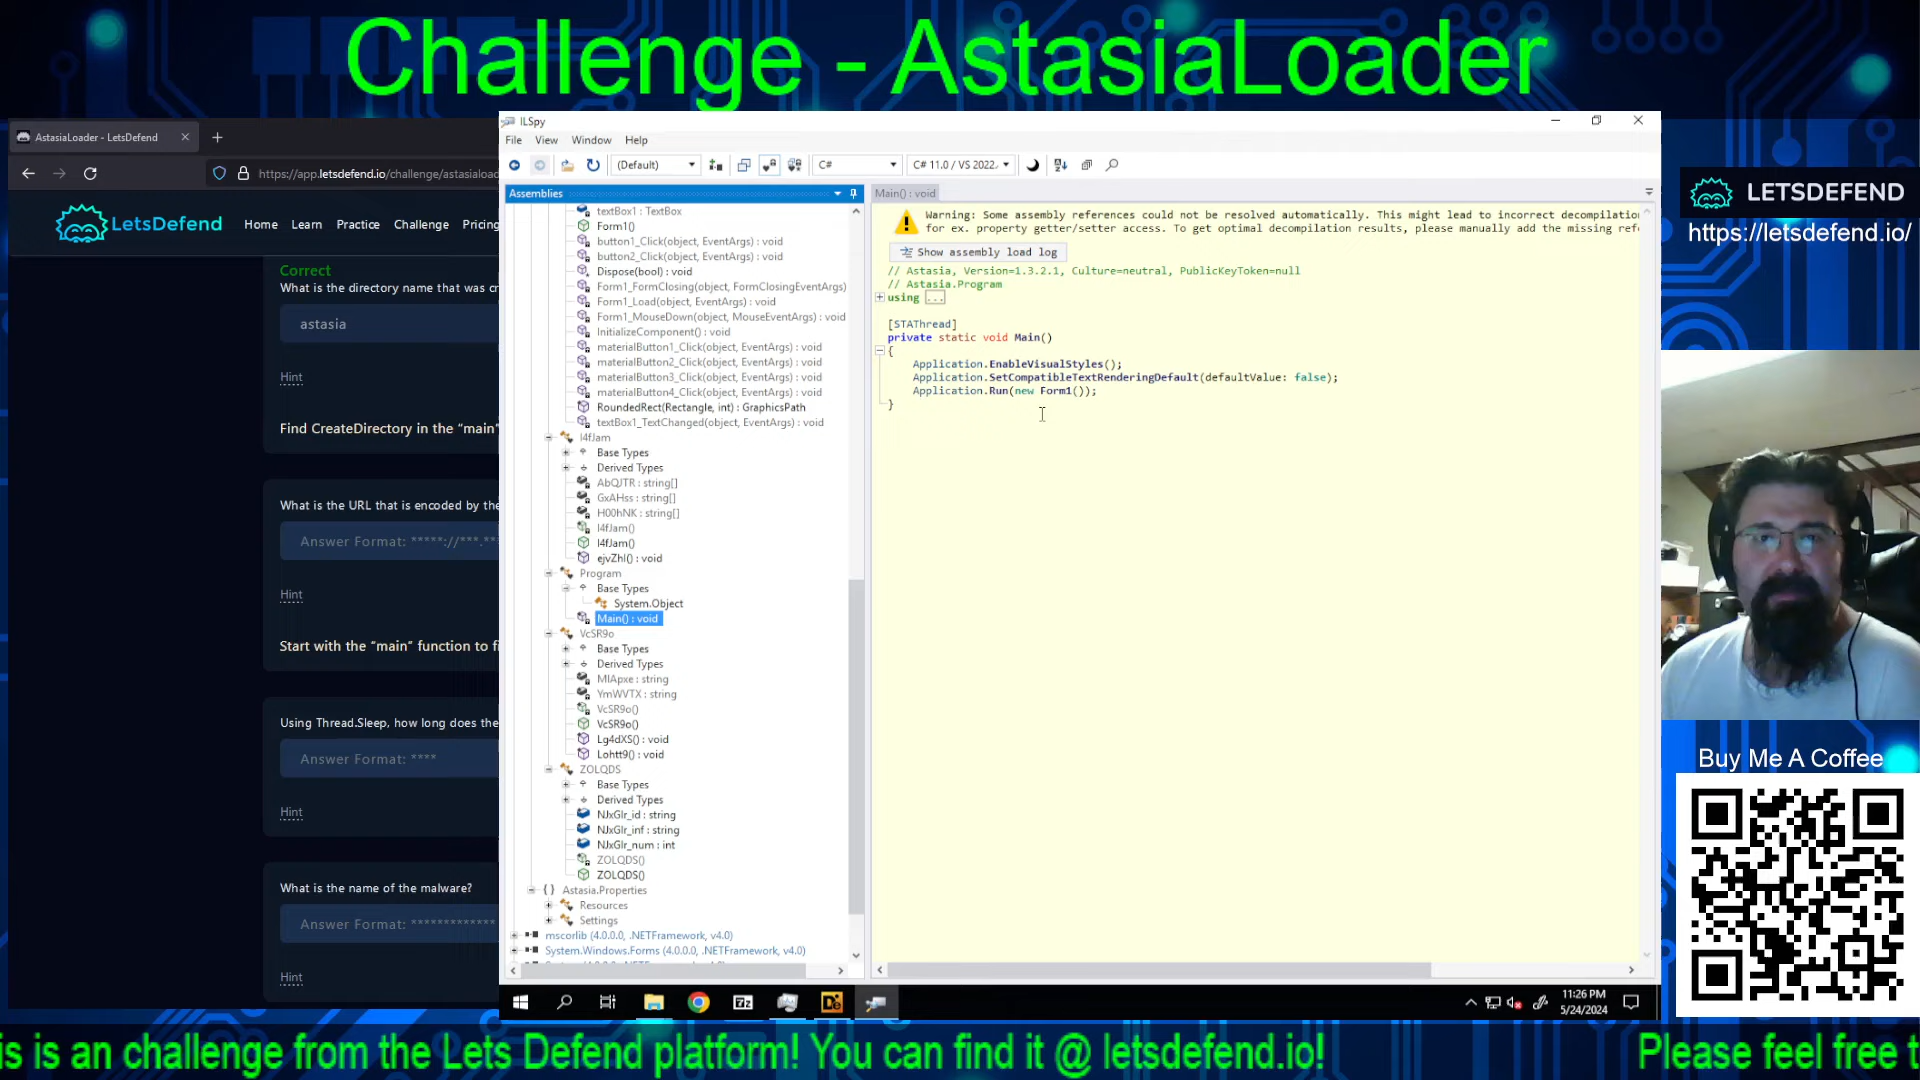 Challenge - AstasiaLoader
AstasiaLoader - LetsDefend
https://app.letsdefend.io/challenge/astasialoa
LetsDefend
Home Learn Practice Challenge Pricing
Correct
What is the directory name that was cr
astasia
Hint
Find CreateDirectory in the “main”
What is the URL that is encoded by the
Answer Format: *****://***.**
Hint
Start with the “main” function to fi
Using Thread.Sleep, how long does the
Answer Format: ****
Hint
What is the name of the malware?
Answer Format: *************
Hint
ILSpy
File View Window Help
(Default) C# C# 11.0 / VS 2022.
Assemblies
textBox1 : TextBox
Form1()
button1_Click(object, EventArgs) : void
button2_Click(object, EventArgs) : void
Dispose(bool) : void
Form1_FormClosing(object, FormClosingEventArgs)
Form1_Load(object, EventArgs) : void
Form1_MouseDown(object, MouseEventArgs) : void
InitializeComponent() : void
materialButton1_Click(object, EventArgs) : void
materialButton2_Click(object, EventArgs) : void
materialButton3_Click(object, EventArgs) : void
materialButton4_Click(object, EventArgs) : void
RoundedRect(Rectangle, int) : GraphicsPath
textBox1_TextChanged(object, EventArgs) : void
I4fJam
Base Types
Derived Types
AbQJTR : string[]
GxAHss : string[]
H00hNK : string[]
I4fJam()
I4fJam()
ejvZhI() : void
Program
Base Types
System.Object
Main() : void
VcSR9o
Base Types
Derived Types
MIApxe : string
YmWVTX : string
VcSR9o()
VcSR9o()
Lg4dXS() : void
Lohtt9() : void
ZOLQDS
Base Types
Derived Types
NJxGlr_id : string
NJxGlr_inf : string
NJxGlr_num : int
ZOLQDS()
ZOLQDS()
{ } Astasia.Properties
Resources
Settings
mscorlib (4.0.0.0, .NETFramework, v4.0)
System.Windows.Forms (4.0.0.0, .NETFramework, v4.0)
Main() : void
Warning: Some assembly references could not be resolved automatically. This might lead to incorrect decompilatio
for ex. property getter/setter access. To get optimal decompilation results, please manually add the missing ref
Show assembly load log
// Astasia, Version=1.3.2.1, Culture=neutral, PublicKeyToken=null
// Astasia.Program
using ...
[STAThread]
private static void Main()
{
Application.EnableVisualStyles();
Application.SetCompatibleTextRenderingDefault(defaultValue: false);
Application.Run(new Form1());
}
11:26 PM
5/24/2024
LETSDEFEND
https://letsdefend.io/
Buy Me A Coffee
is is an challenge from the Lets Defend platform! You can find it @ letsdefend.io! Please feel free t